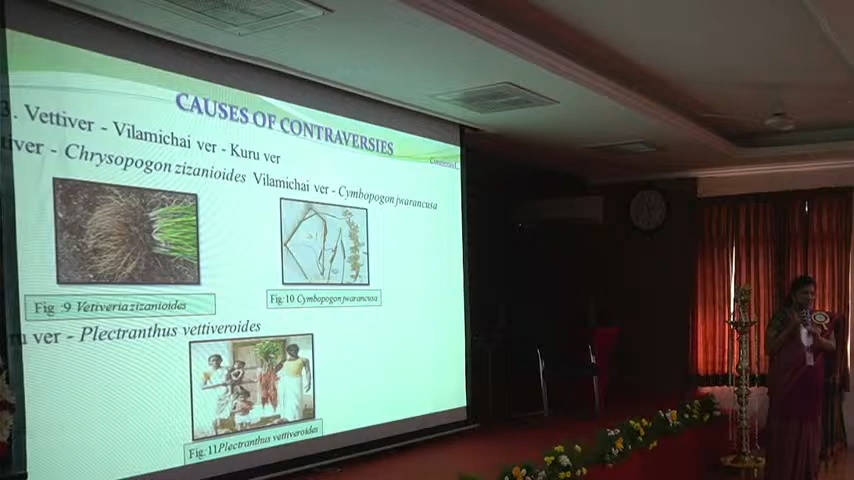 CAUSES OF CONTRAVERSIES
3. Vettiver - Vilamichai ver - Kuru ver
tiver - Chrysopogon zizanioides Vilamichai ver - Cymbopogon jwarancusa
Fig :9 Vetiveria zizanioides
Fig:10 Cymbopogon jwarancusa
ru ver - Plectranthus vettiveroides
Fig:11 Plectranthus vettiveroides